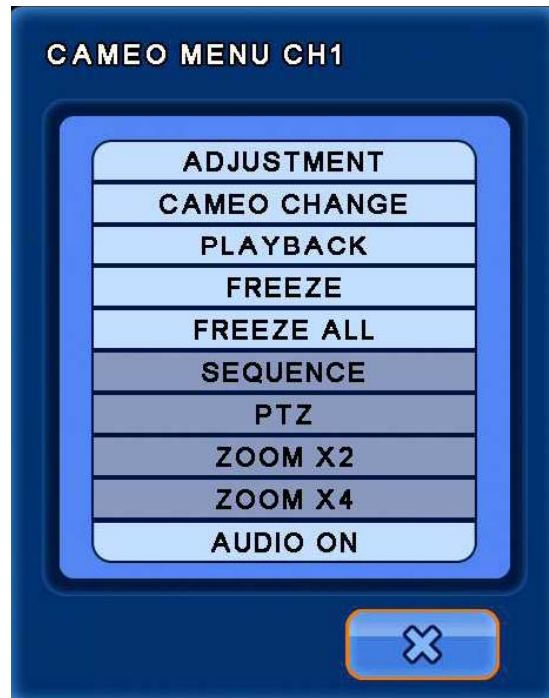 CAMEO MENU CH1
ADJUSTMENT
CAMEO CHANGE
PLAYBACK
FREEZE
FREEZE ALL
SEQUENCE
PTZ
ZOOM X2
ZOOM X4
AUDIO ON